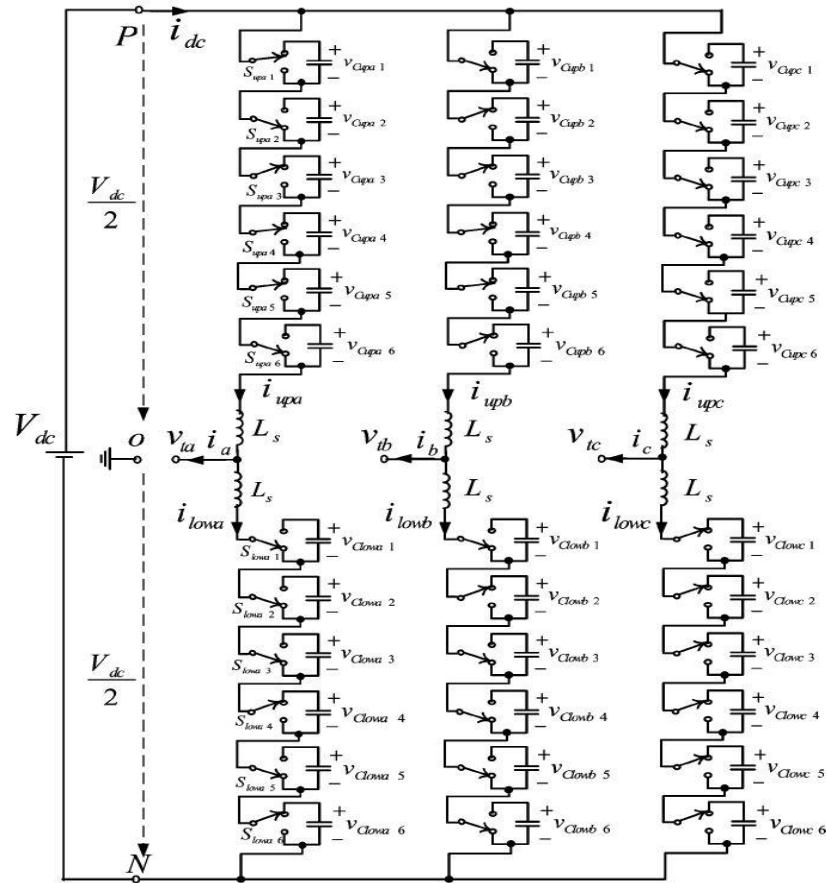 P
i_dc
S_upa 1
v_Cupa 1
v_Cupb 1
v_Cupc 1
S_upa 2
v_Cupa 2
v_Cupb 2
v_Cupc 2
S_upa 3
v_Cupa 3
v_Cupb 3
v_Cupc 3
V_dc
2
S_upa 4
v_Cupa 4
v_Cupb 4
v_Cupc 4
S_upa 5
v_Cupa 5
v_Cupb 5
v_Cupc 5
S_upa 6
v_Cupa 6
v_Cupb 6
v_Cupc 6
i_upa
i_upb
i_upc
V_dc
o
v_ta
i_a
L_s
v_tb
i_b
L_s
v_tc
i_c
L_s
L_s
L_s
L_s
i_lowa
i_lowb
i_lowc
S_lowa 1
v_Clowa 1
v_Clowb 1
v_Clowc 1
S_lowa 2
v_Clowa 2
v_Clowb 2
v_Clowc 2
S_lowa 3
v_Clowa 3
v_Clowb 3
v_Clowc 3
V_dc
2
S_lowa 4
v_Clowa 4
v_Clowb 4
v_Clowc 4
S_lowa 5
v_Clowa 5
v_Clowb 5
v_Clowc 5
S_lowa 6
v_Clowa 6
v_Clowb 6
v_Clowc 6
N